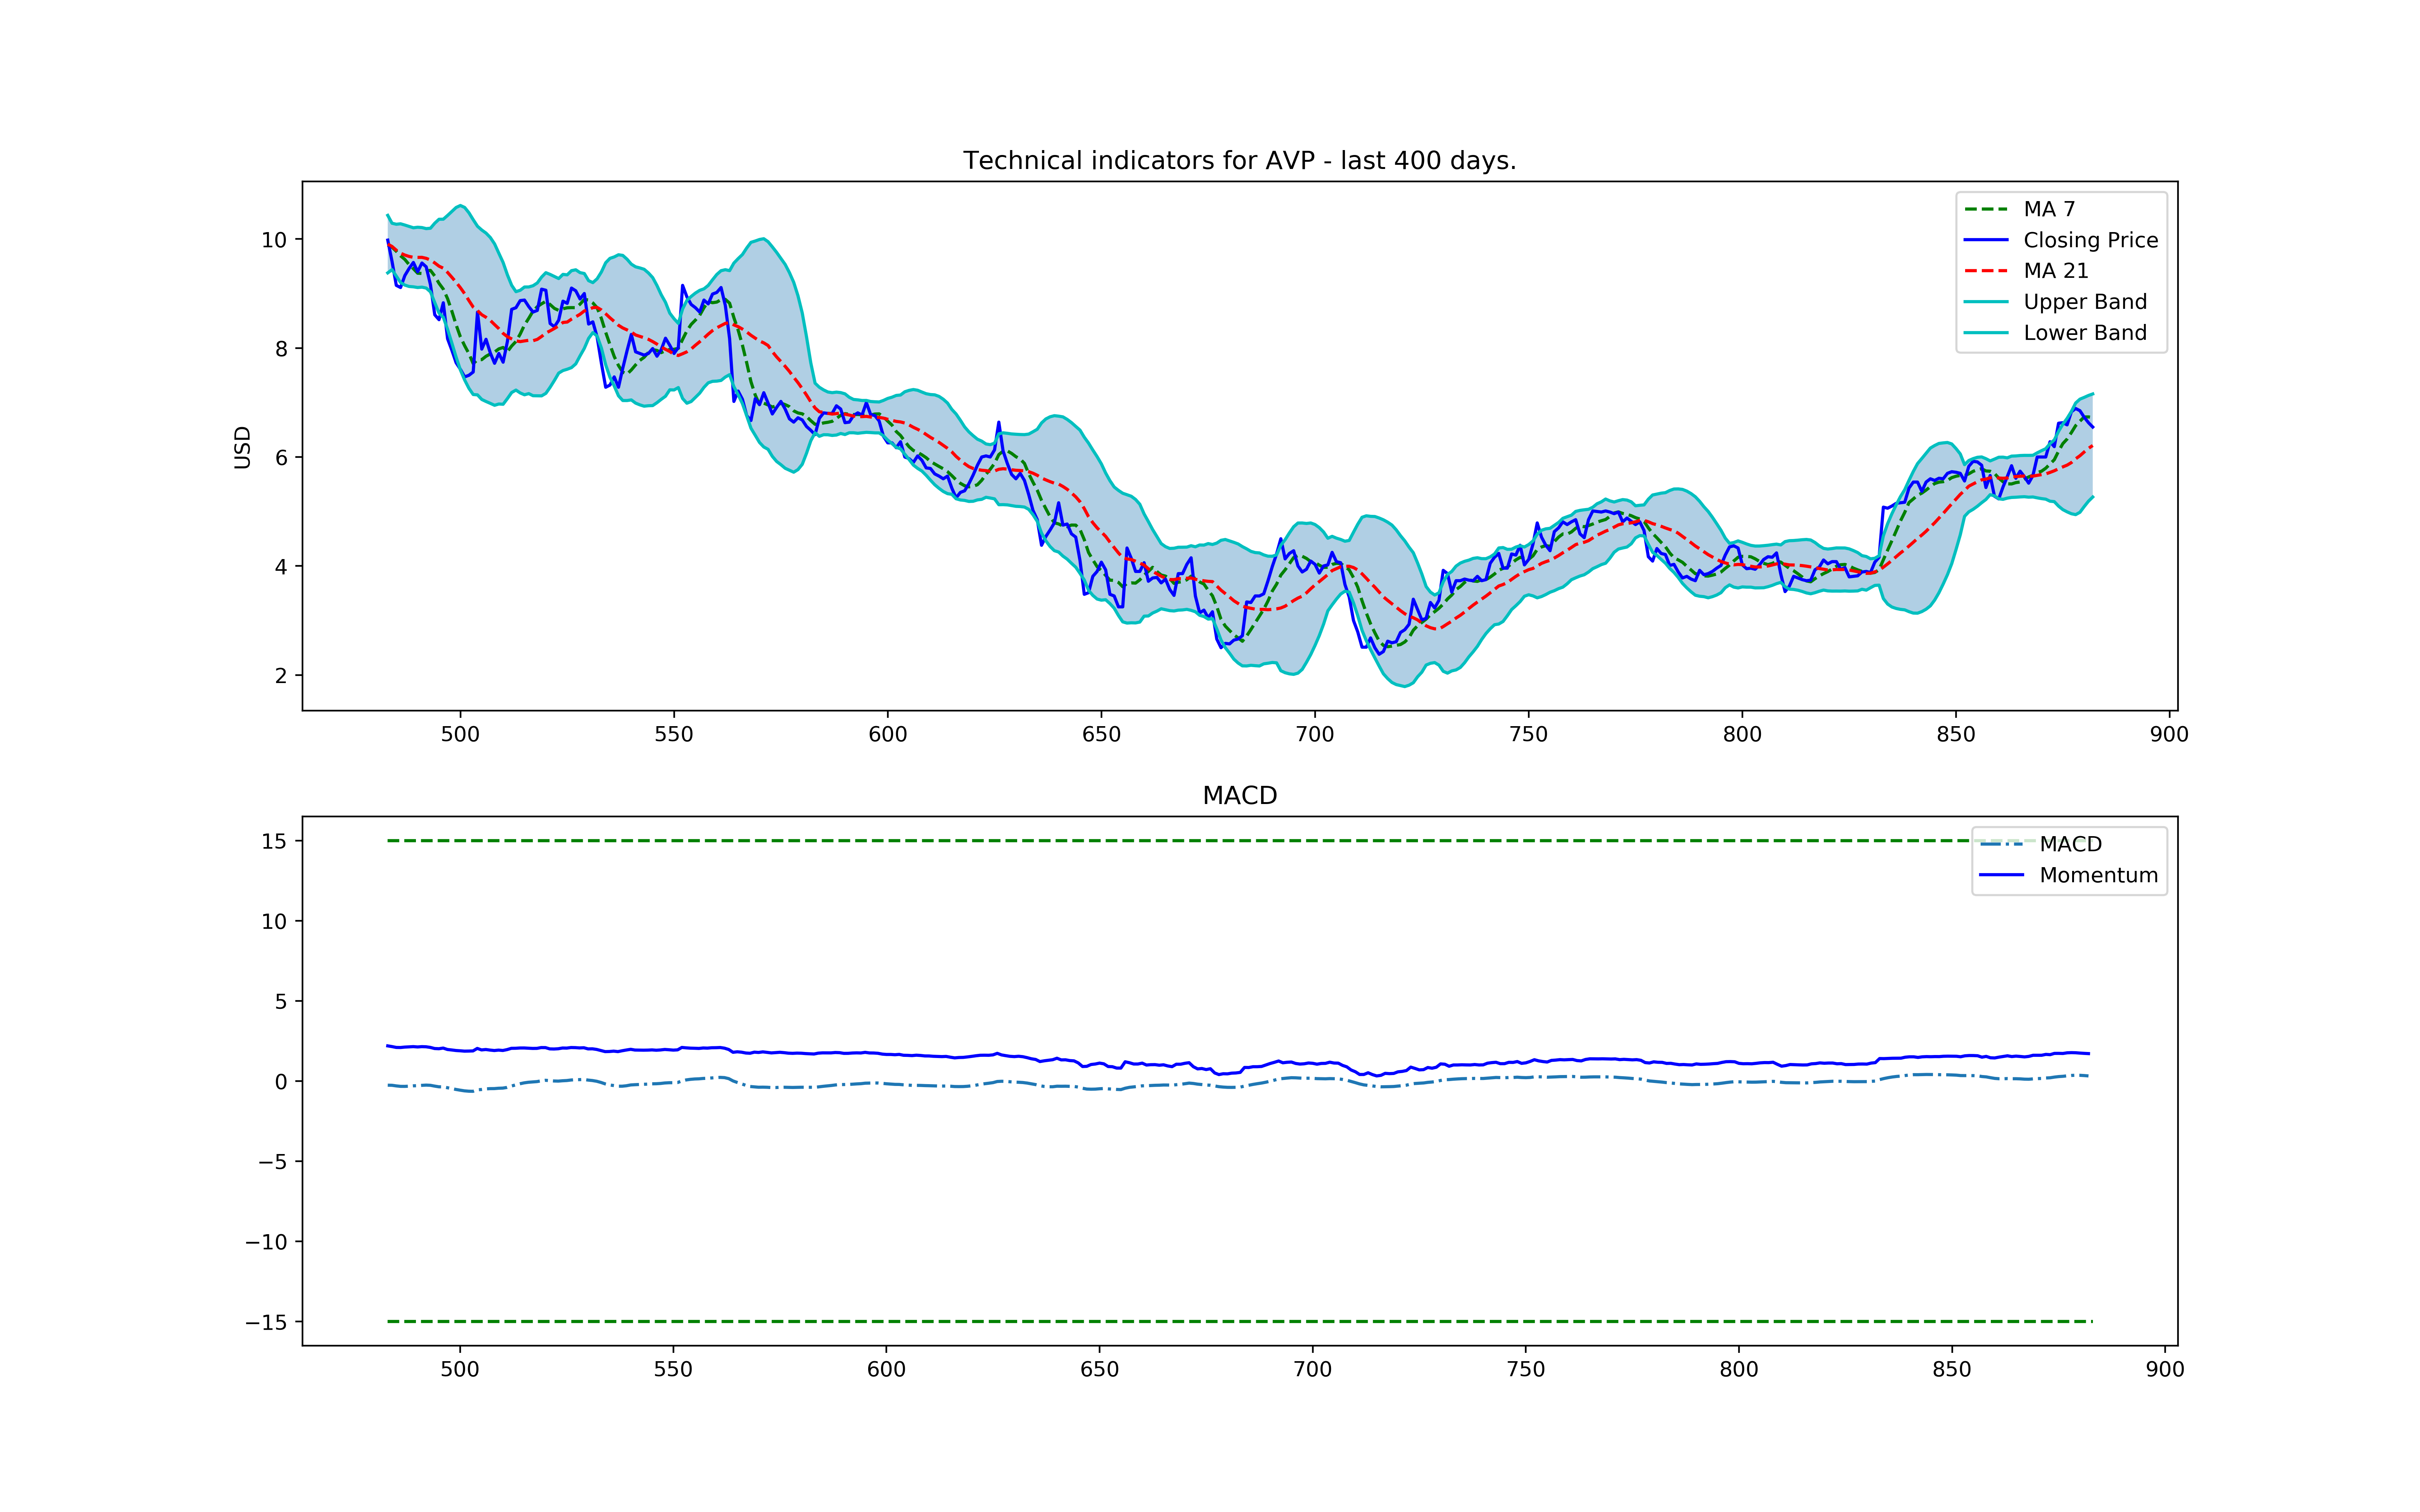 Technical indicators for AVP - last 400 days.
MA 7
Closing Price
MA 21
Upper Band
Lower Band
USD
10
8
6
4
2
500 550 600 650 700 750 800 850 900
MACD
MACD
Momentum
15
10
5
0
−5
−10
−15
500 550 600 650 700 750 800 850 900